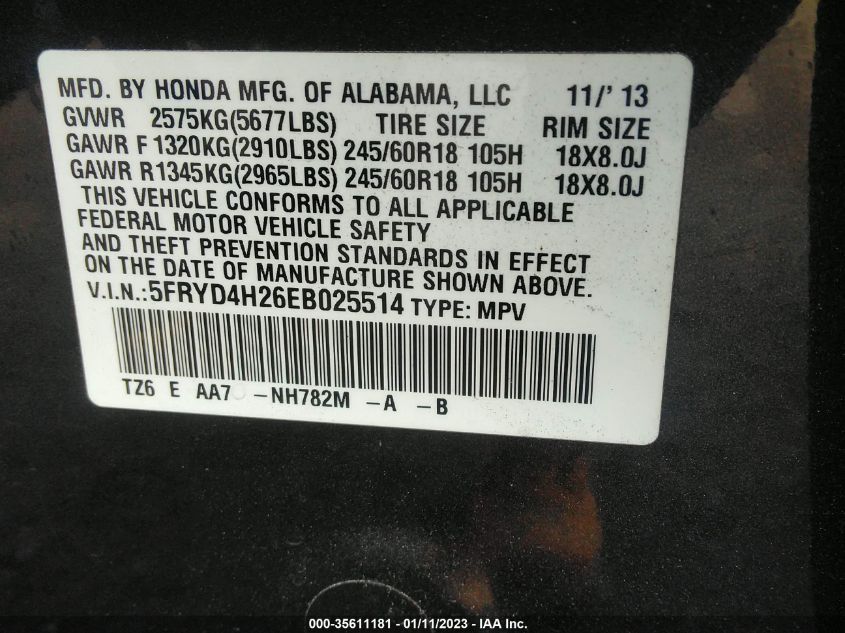 MFD. BY HONDA MFG. OF ALABAMA, LLC 11/' 13
GVWR 2575KG(5677LBS) TIRE SIZE RIM SIZE
GAWR F 1320KG(2910LBS) 245/60R18 105H 18X8.0J
GAWR R1345KG(2965LBS) 245/60R18 105H 18X8.0J
THIS VEHICLE CONFORMS TO ALL APPLICABLE
FEDERAL MOTOR VEHICLE SAFETY
AND THEFT PREVENTION STANDARDS IN EFFECT
ON THE DATE OF MANUFACTURE SHOWN ABOVE.
V.I.N.:5FRYD4H26EB025514 TYPE: MPV
TZ6 E AA7 -NH782M -A -B
000-35611181 - 01/11/2023 - IAA Inc.